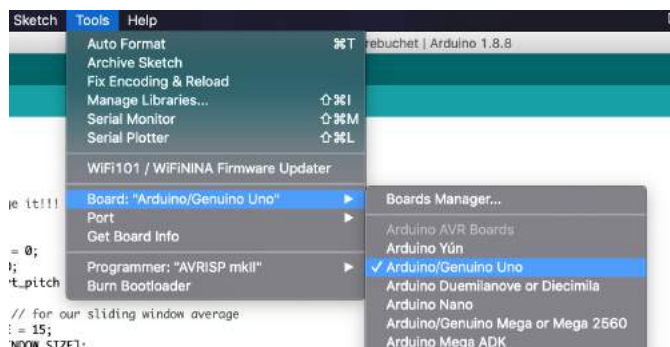 Sketch Tools Help
rebuchet | Arduino 1.8.8
Auto Format ⌘T
Archive Sketch
Fix Encoding & Reload
Manage Libraries... ⇧⌘I
Serial Monitor ⇧⌘M
Serial Plotter ⇧⌘L
WiFi101 / WiFiNINA Firmware Updater
Board: "Arduino/Genuino Uno"
Port
Get Board Info
Programmer: "AVRISP mkII"
Burn Bootloader
Boards Manager...
Arduino AVR Boards
Arduino Yún
✓ Arduino/Genuino Uno
Arduino Duemilanove or Diecimila
Arduino Nano
Arduino/Genuino Mega or Mega 2560
Arduino Mega ADK
ge it!!!
= 0;
);
rt_pitch
// for our sliding window average
= 15;
NDOW_SIZE];